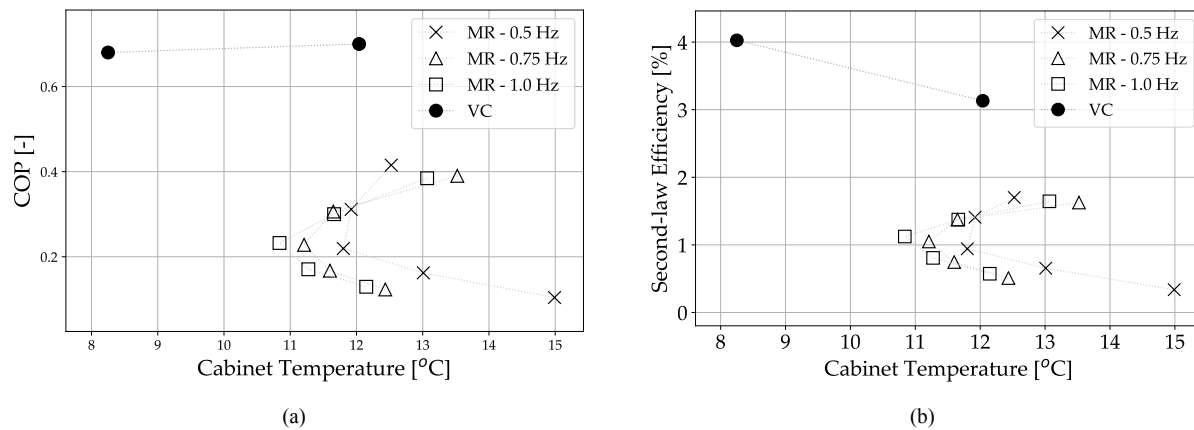 MR - 0.5 Hz
MR - 0.75 Hz
MR - 1.0 Hz
VC
0.6
0.4
0.2
COP [-]
8 9 10 11 12 13 14 15
Cabinet Temperature [°C]
(a)
MR - 0.5 Hz
MR - 0.75 Hz
MR - 1.0 Hz
VC
4
3
2
1
0
Second-law Efficiency [%]
8 9 10 11 12 13 14 15
Cabinet Temperature [°C]
(b)